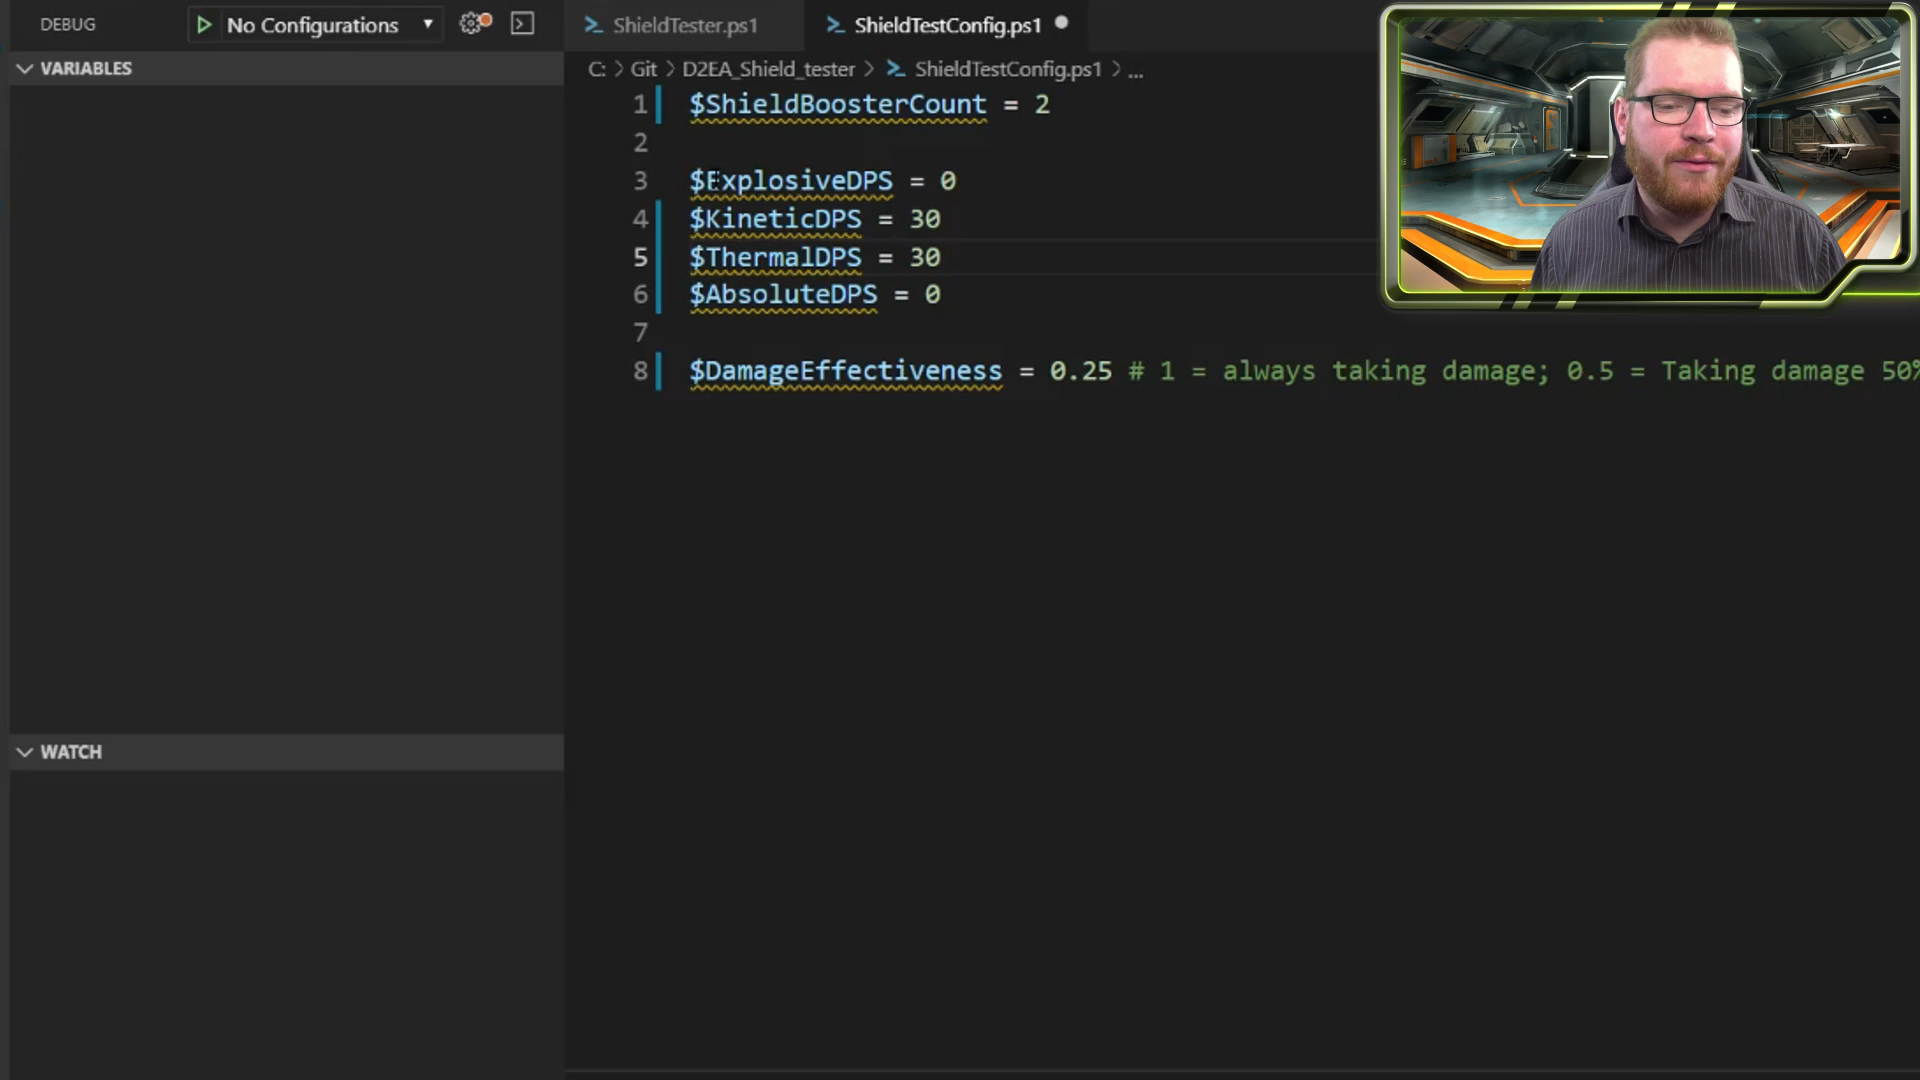 DEBUG
No Configurations
ShieldTester.ps1
ShieldTestConfig.ps1
VARIABLES
C: > Git > D2EA_Shield_tester > ShieldTestConfig.ps1 > ...
1 $ShieldBoosterCount = 2
2
3 $ExplosiveDPS = 0
4 $KineticDPS = 30
5 $ThermalDPS = 30
6 $AbsoluteDPS = 0
7
8 $DamageEffectiveness = 0.25 # 1 = always taking damage; 0.5 = Taking damage 50%
WATCH